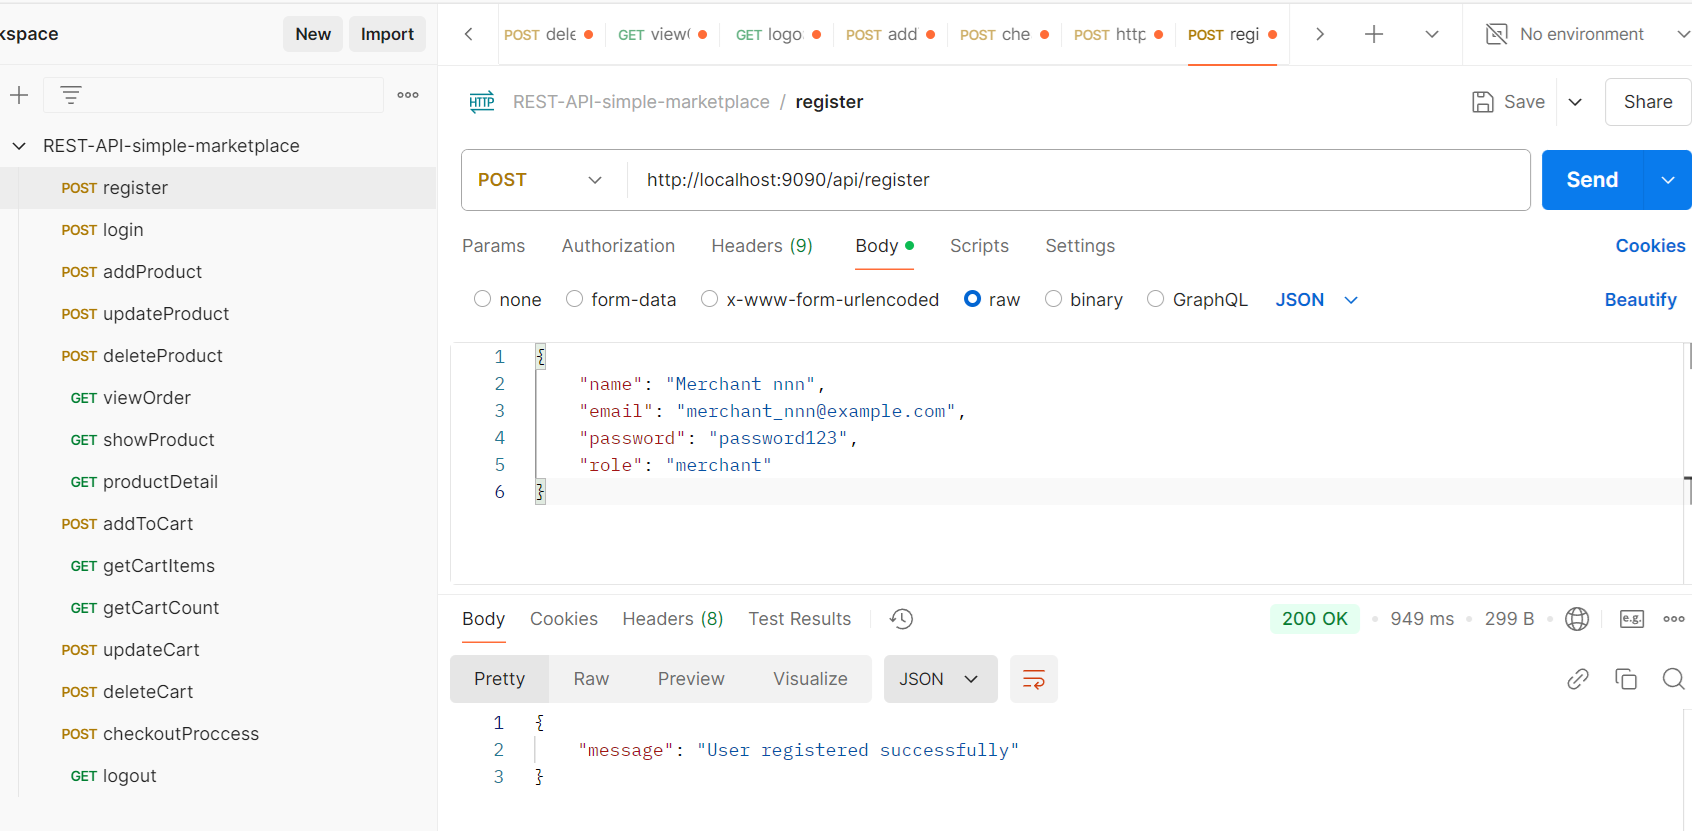 kspace
New
Import
REST-API-simple-marketplace
POST register
POST login
POST addProduct
POST updateProduct
POST deleteProduct
GET viewOrder
GET showProduct
GET productDetail
POST addToCart
GET getCartItems
GET getCartCount
POST updateCart
POST deleteCart
POST checkoutProccess
GET logout
POST dele
GET view(
GET logo
POST add
POST che
POST http
POST regi
No environment
HTTP REST-API-simple-marketplace / register
Save
Share
POST http://localhost:9090/api/register
Send
Params Authorization Headers (9) Body Scripts Settings Cookies
none form-data x-www-form-urlencoded raw binary GraphQL JSON Beautify
1 {
2 "name": "Merchant nnn",
3 "email": "merchant_nnn@example.com",
4 "password": "password123",
5 "role": "merchant"
6 }
Body Cookies Headers (8) Test Results 200 OK • 949 ms • 299 B • e.g.
Pretty Raw Preview Visualize JSON
1 {
2 "message": "User registered successfully"
3 }